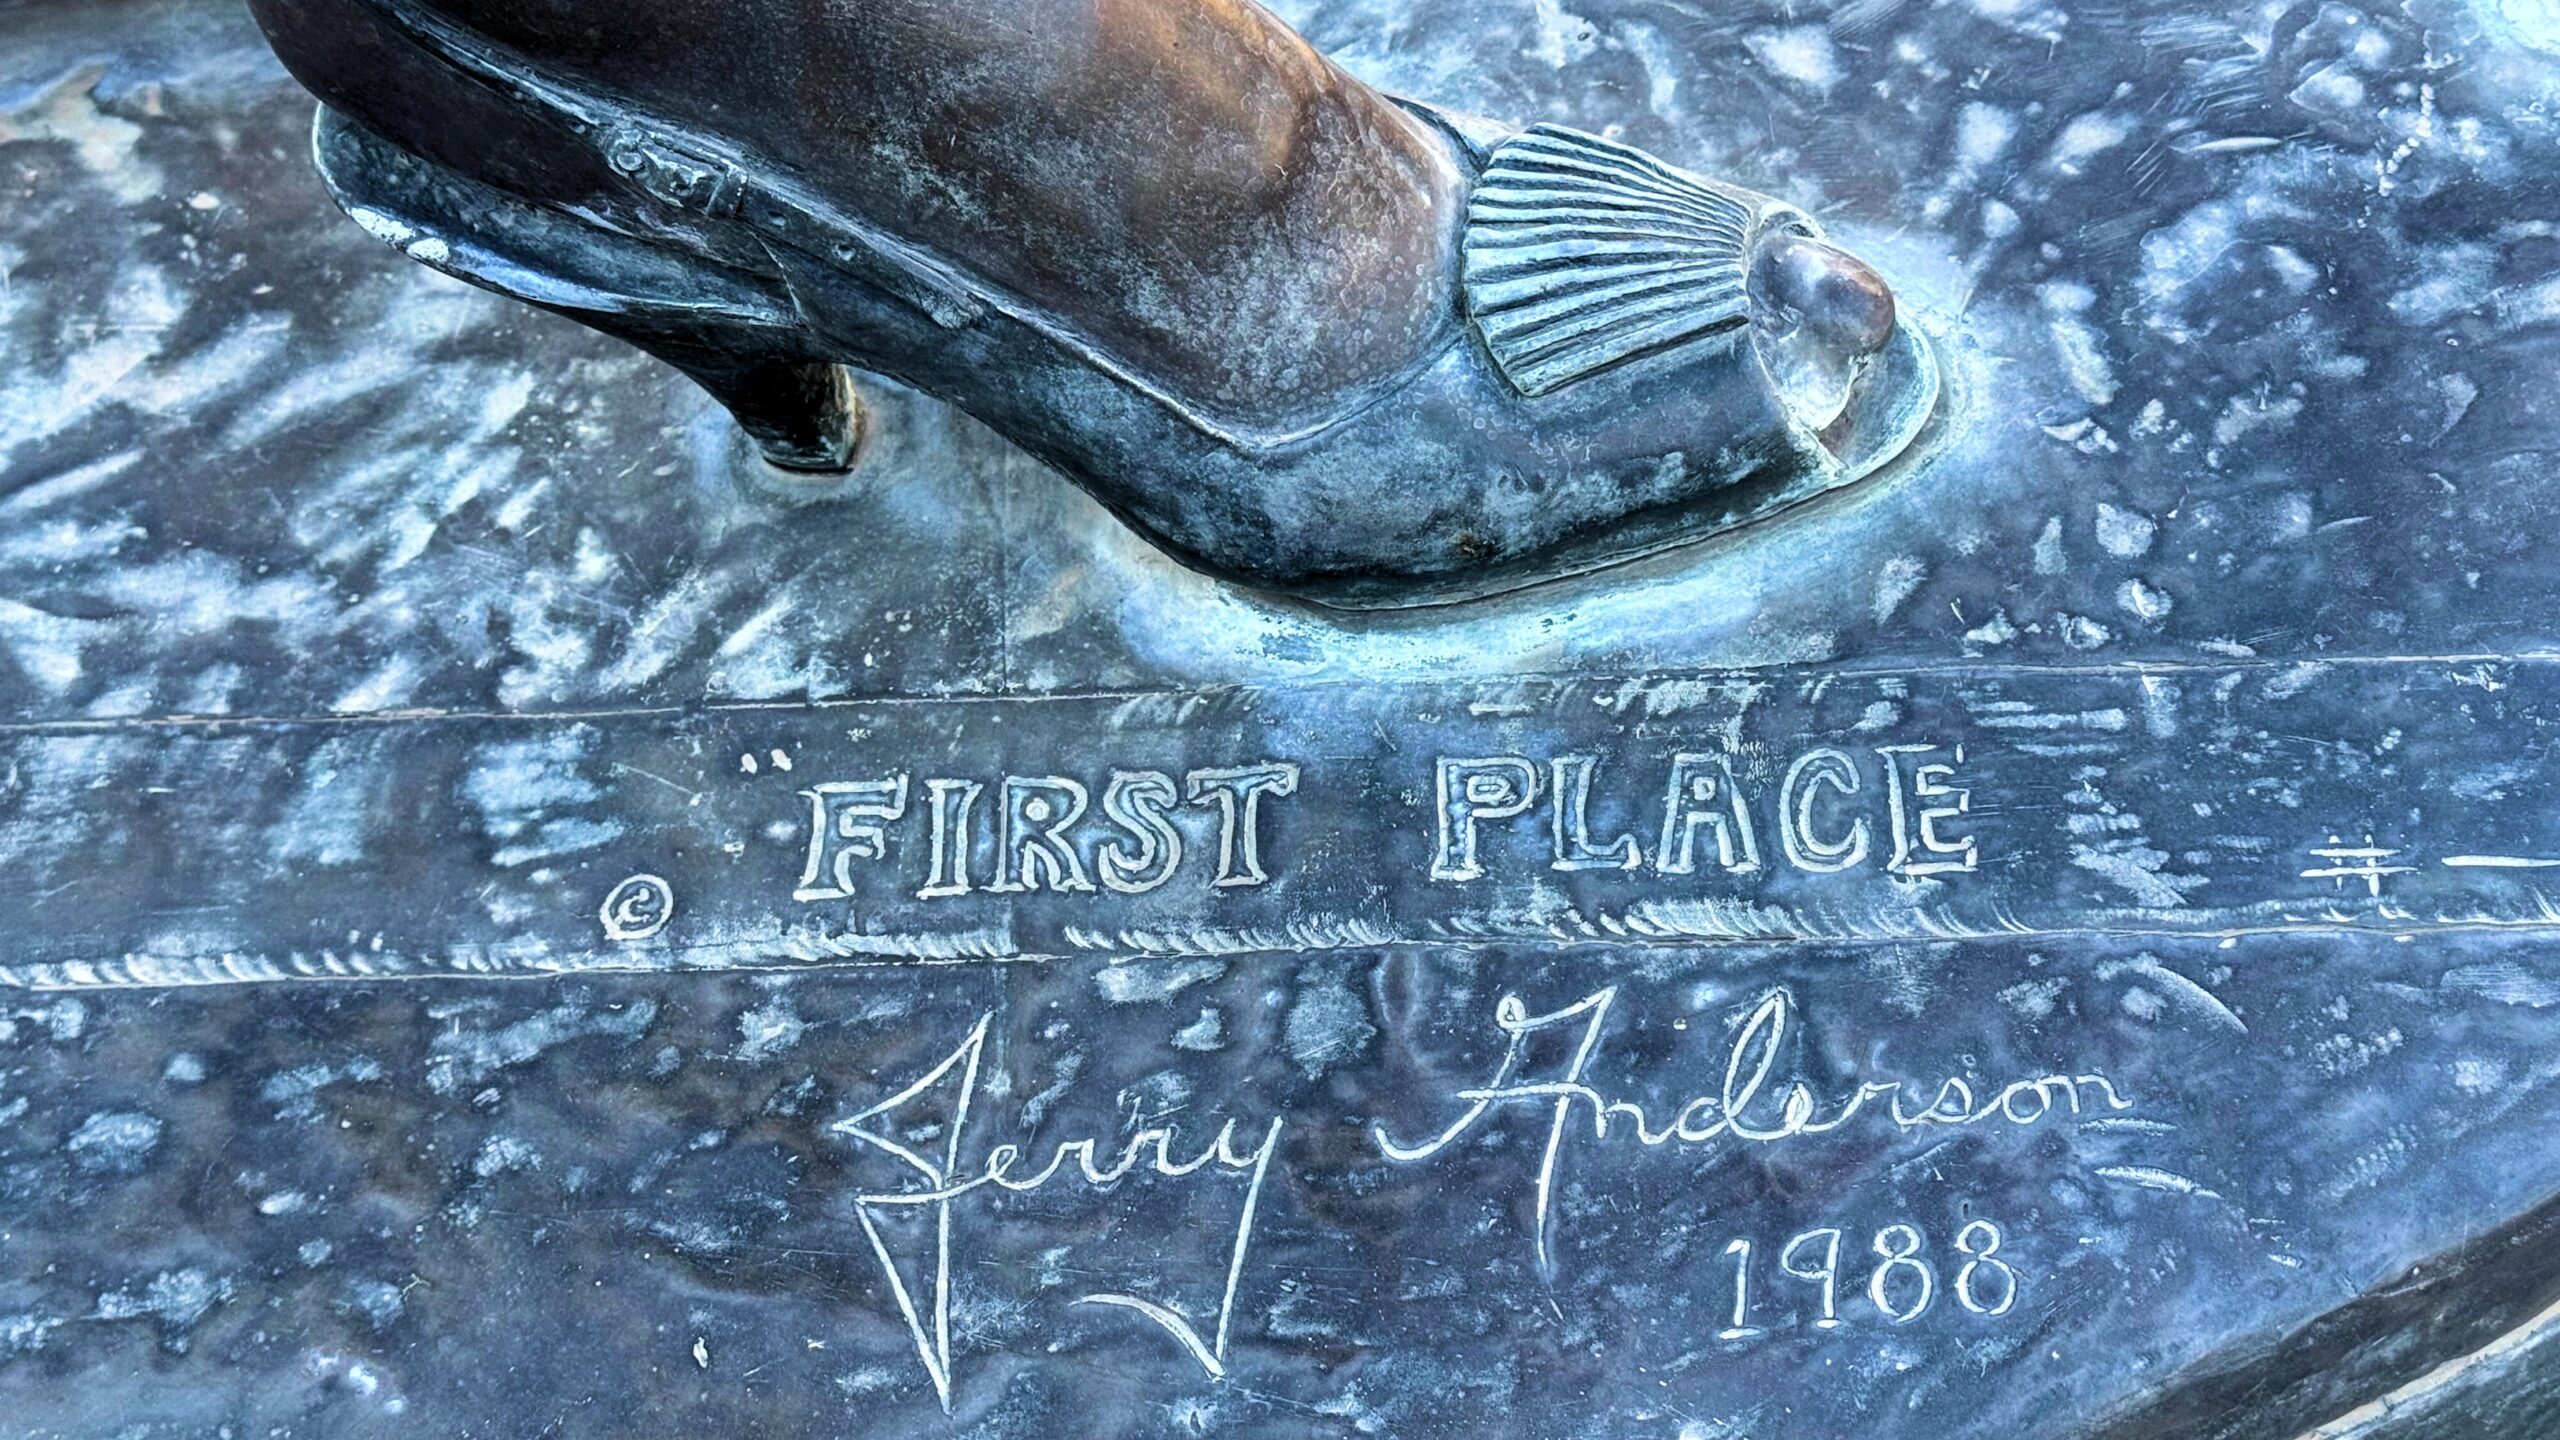 © "FIRST PLACE
Jerry Anderson
1988